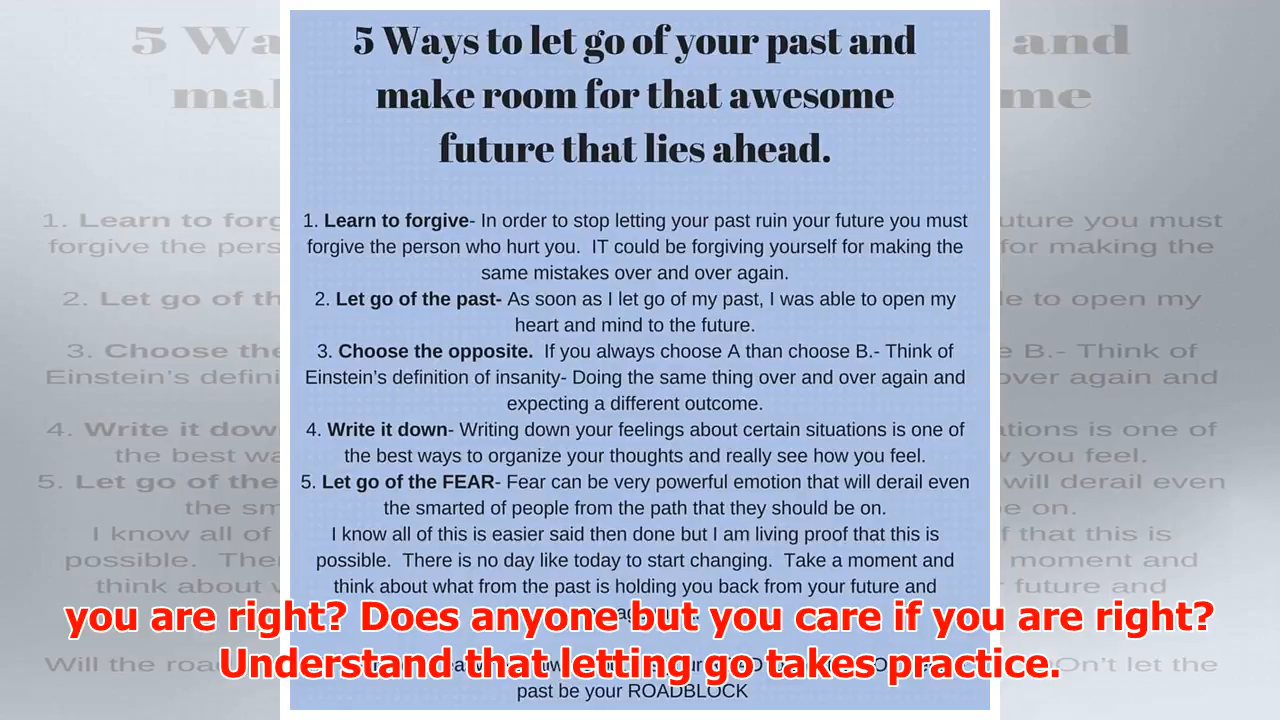 5 Ways to let go of your past and
make room for that awesome
future that lies ahead.
1. Learn to forgive- In order to stop letting your past ruin your future you must
forgive the person who hurt you. IT could be forgiving yourself for making the
same mistakes over and over again.
2. Let go of the past- As soon as I let go of my past, I was able to open my
heart and mind to the future.
3. Choose the opposite. If you always choose A than choose B.- Think of
Einstein's definition of insanity- Doing the same thing over and over again and
expecting a different outcome.
4. Write it down- Writing down your feelings about certain situations is one of
the best ways to organize your thoughts and really see how you feel.
5. Let go of the FEAR- Fear can be very powerful emotion that will derail even
the smarted of people from the path that they should be on.
I know all of this is easier said then done but I am living proof that this is
possible. There is no day like today to start changing. Take a moment and
think about what from the past is holding you back from your future and
you are right? Does anyone but you care if you are right?
Understand that letting go takes practice.
past be your ROADBLOCK